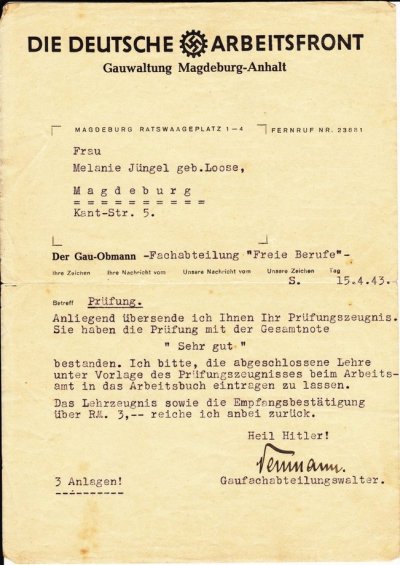 DIE DEUTSCHE ARBEITSFRONT
Gauwaltung Magdeburg-Anhalt
MAGDEBURG RATSWAAGEPLATZ 1-4 FERNRUF NR. 23881
Frau
Melanie Jüngel geb.Loose,
Magdeburg
==========
Kant-Str. 5.
Der Gau-Obmann -Fachabteilung "Freie Berufe"-
Ihre Zeichen Ihre Nachricht vom Unsere Nachricht vom Unsere Zeichen Tag
S. 15.4.43.
Betreff Prüfung.
Anliegend übersende ich Ihnen Ihr Prüfungszeugnis.
Sie haben die Prüfung mit der Gesamtnote
" Sehr gut "
bestanden. Ich bitte, die abgeschlossene Lehre
unter Vorlage des Prüfungszeugnisses beim Arbeits-
amt in das Arbeitsbuch eintragen zu lassen.
Das Lehrzeugnis sowie die Empfangsbestätigung
über RM. 3,-- reiche ich anbei zurück.
Heil Hitler!
Gaufachabteilungswalter.
3 Anlagen!
----------